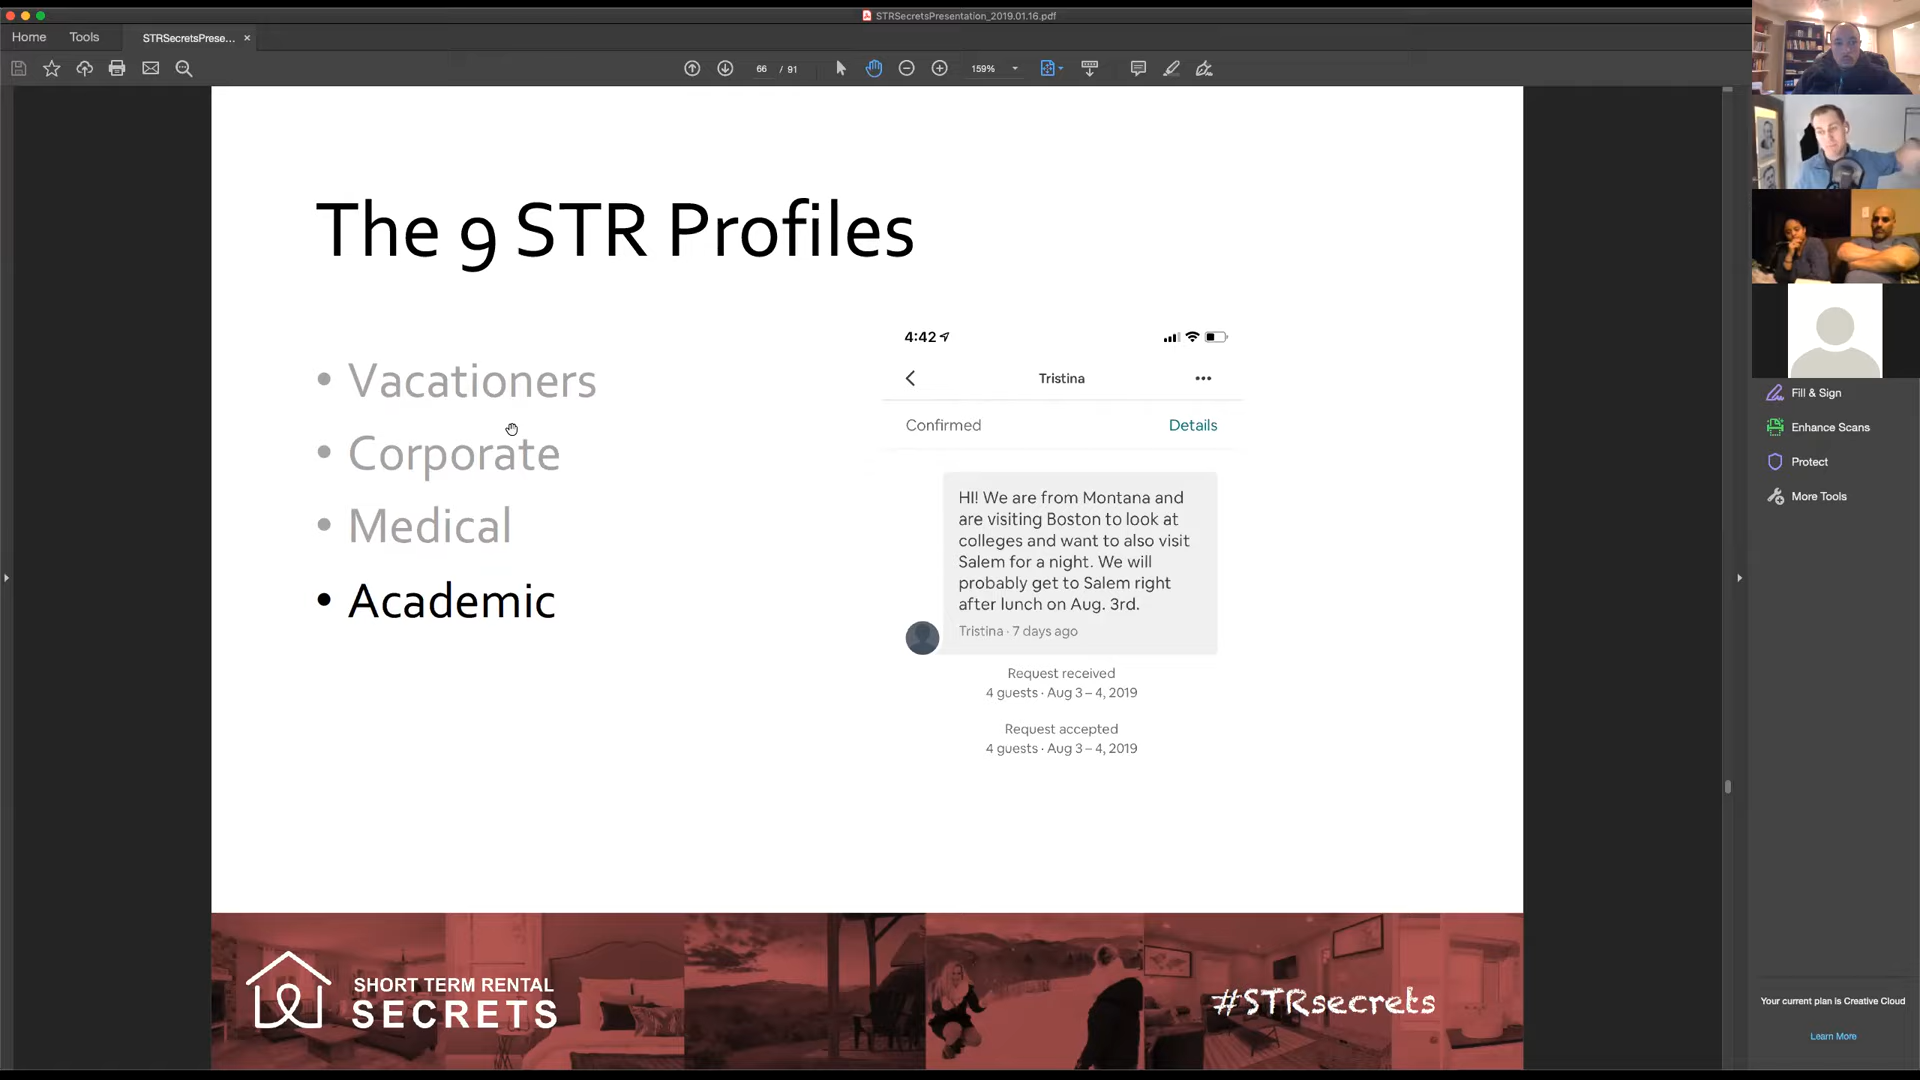 STRSecretsPresentation_2019.01.16.pdf
Home
Tools
STRSecretsPrese...
66 / 91
159%
The 9 STR Profiles
• Vacationers
• Corporate
• Medical
• Academic
4:42
Tristina
Confirmed
Details
HI! We are from Montana and
are visiting Boston to look at
colleges and want to also visit
Salem for a night. We will
probably get to Salem right
after lunch on Aug. 3rd.
Tristina · 7 days ago
Request received
4 guests · Aug 3 – 4, 2019
Request accepted
4 guests · Aug 3 – 4, 2019
SHORT TERM RENTAL
SECRETS
#STRsecrets
Fill & Sign
Enhance Scans
Protect
More Tools
Your current plan is Creative Cloud
Learn More